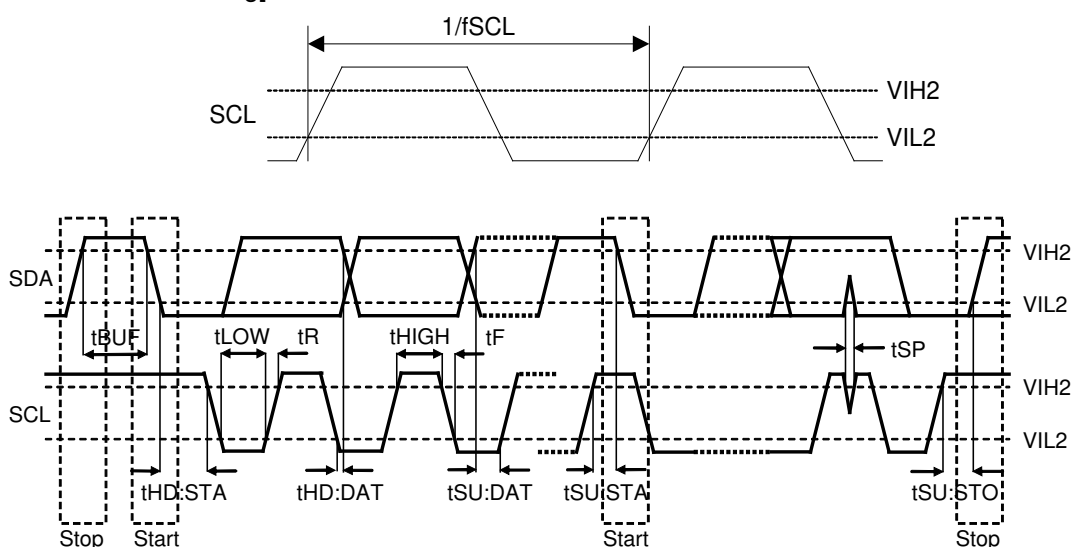 1/fSCL
VIH2
SCL
VIL2
VIH2
SDA
VIL2
tBUF tLOW tR tHIGH tF
tSP
VIH2
SCL
VIL2
tHD:STA tHD:DAT tSU:DAT tSU:STA tSU:STO
Stop Start Start Stop